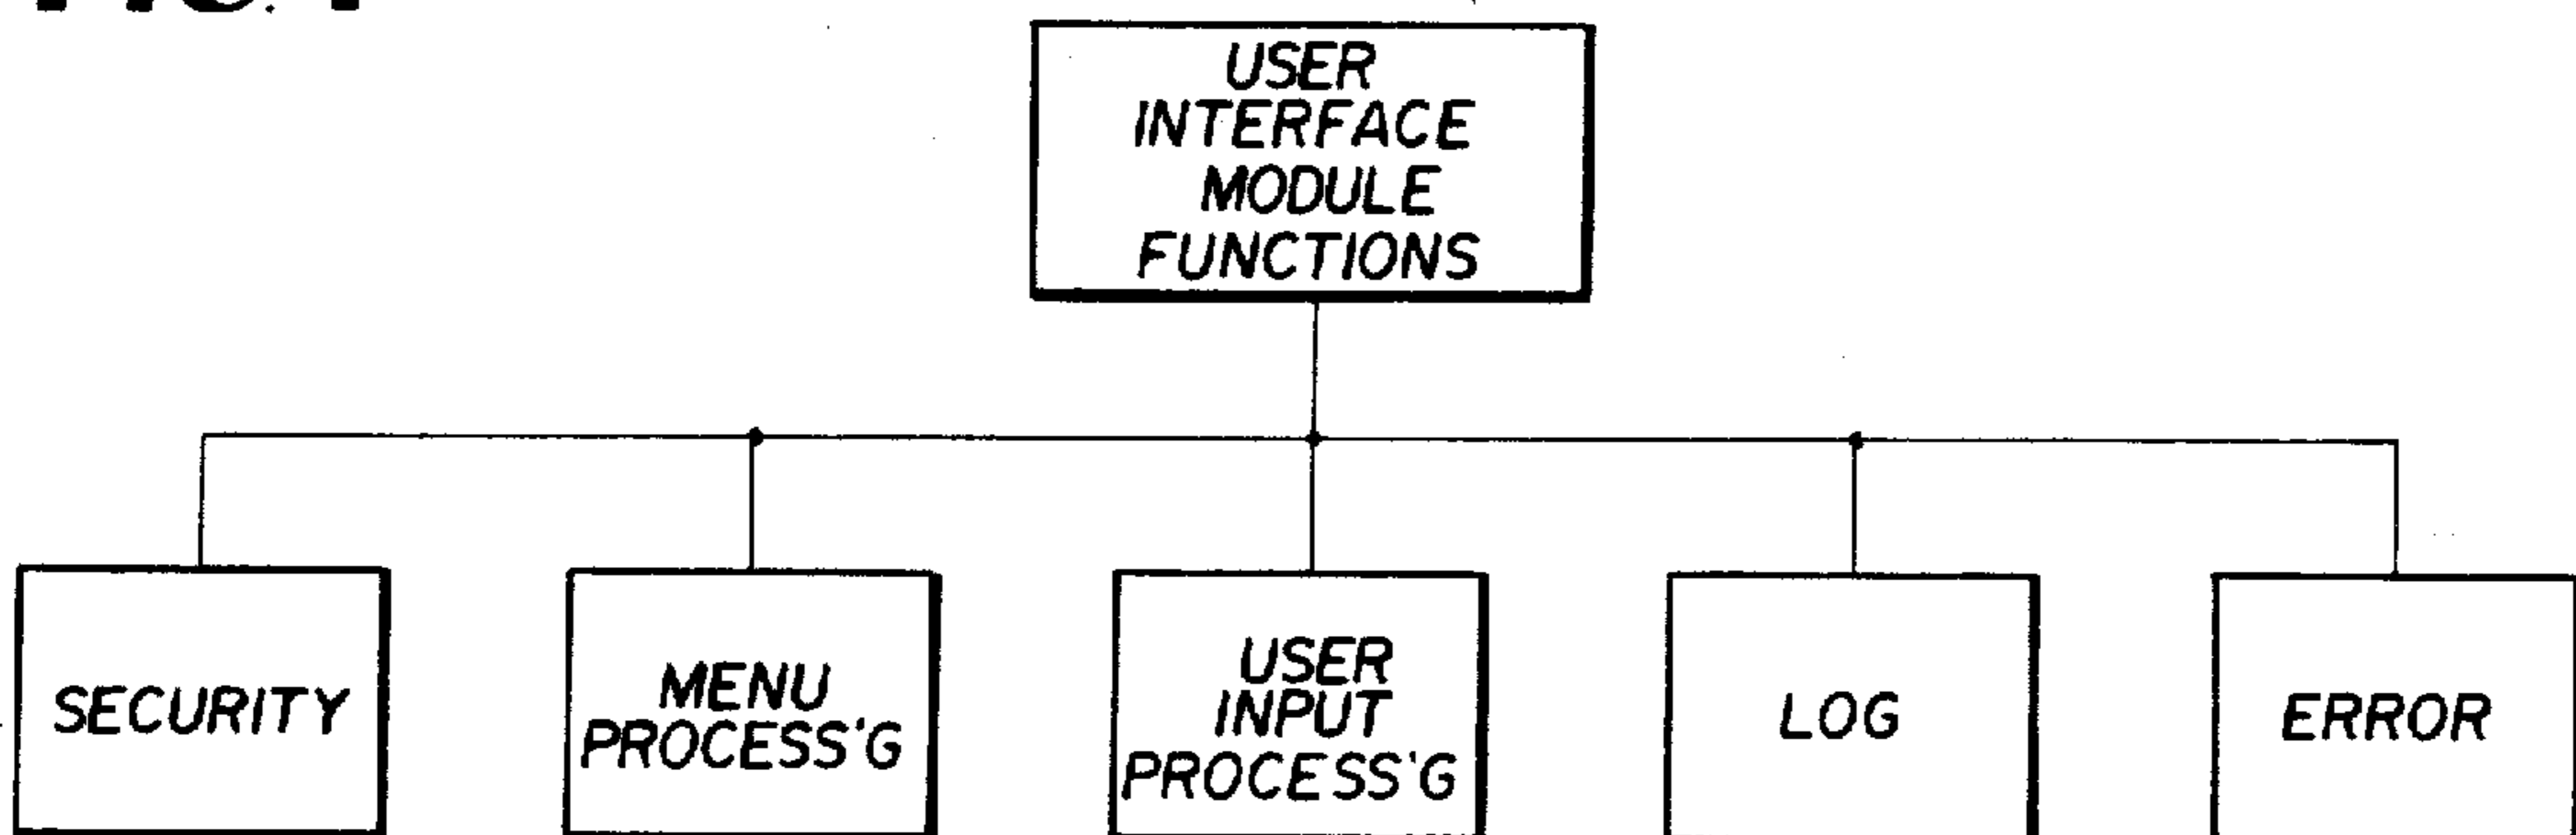 USER
INTERFACE
MODULE
FUNCTIONS
SECURITY
MENU
PROCESS'G
USER
INPUT
PROCESS'G
LOG
ERROR